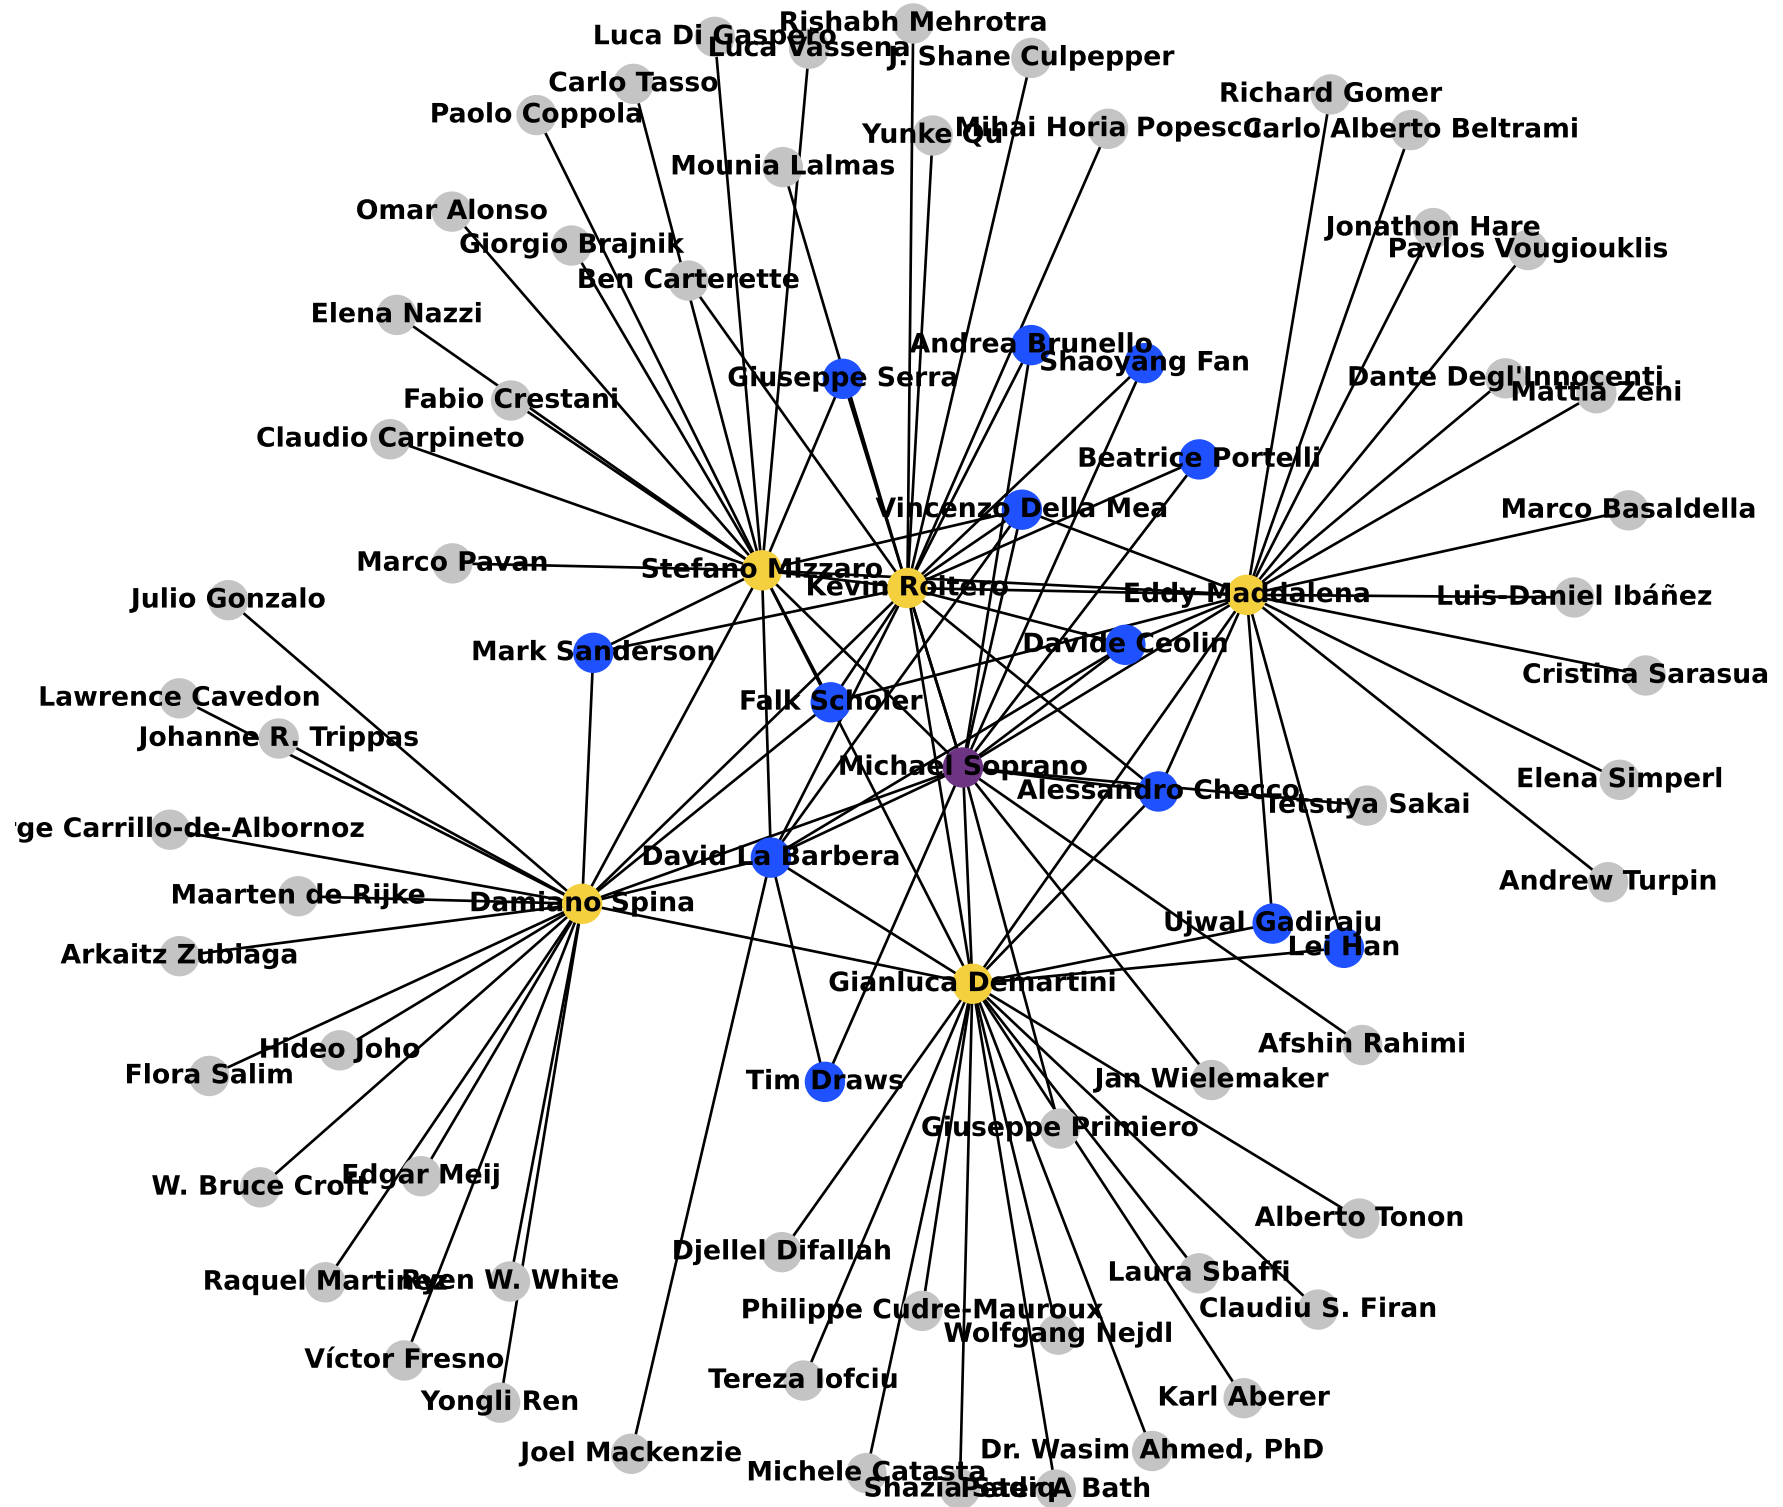 Rishabh Mehrotra
Luca Di Gaspero
Luca Vassena
J. Shane Culpepper
Carlo Tasso
Richard Gomer
Paolo Coppola
Yunke Qu
Mihai Horia Popescu
Carlo Alberto Beltrami
Mounia Lalmas
Omar Alonso
Jonathon Hare
Giorgio Brajnik
Pavlos Vougiouklis
Ben Carterette
Elena Nazzi
Andrea Brunello
Shaoyang Fan
Giuseppe Serra
Dante Degl'Innocenti
Mattia Zeni
Fabio Crestani
Claudio Carpineto
Beatrice Portelli
Vincenzo Della Mea
Marco Basaldella
Marco Pavan
Stefano Mizzaro
Kevin Roitero
Eddy Maddalena
Luis-Daniel Ibáñez
Julio Gonzalo
Mark Sanderson
Davide Ceolin
Cristina Sarasua
Lawrence Cavedon
Falk Scholer
Johanne R. Trippas
Michael Soprano
Elena Simperl
Alessandro Checco
Tetsuya Sakai
rge Carrillo-de-Albornoz
David La Barbera
Andrew Turpin
Maarten de Rijke
Damiano Spina
Ujwal Gadiraju
Lei Han
Arkaitz Zubiaga
Gianluca Demartini
Hideo Joho
Afshin Rahimi
Flora Salim
Tim Draws
Jan Wielemaker
Giuseppe Primiero
Edgar Meij
W. Bruce Croft
Alberto Tonon
Djellel Difallah
Laura Sbaffi
Raquel Martinez
Ryen W. White
Philippe Cudre-Mauroux
Claudiu S. Firan
Wolfgang Nejdl
Víctor Fresno
Tereza Iofciu
Yongli Ren
Karl Aberer
Joel Mackenzie
Dr. Wasim Ahmed, PhD
Michele Catasta
Shazia Sadiq
Peter A Bath